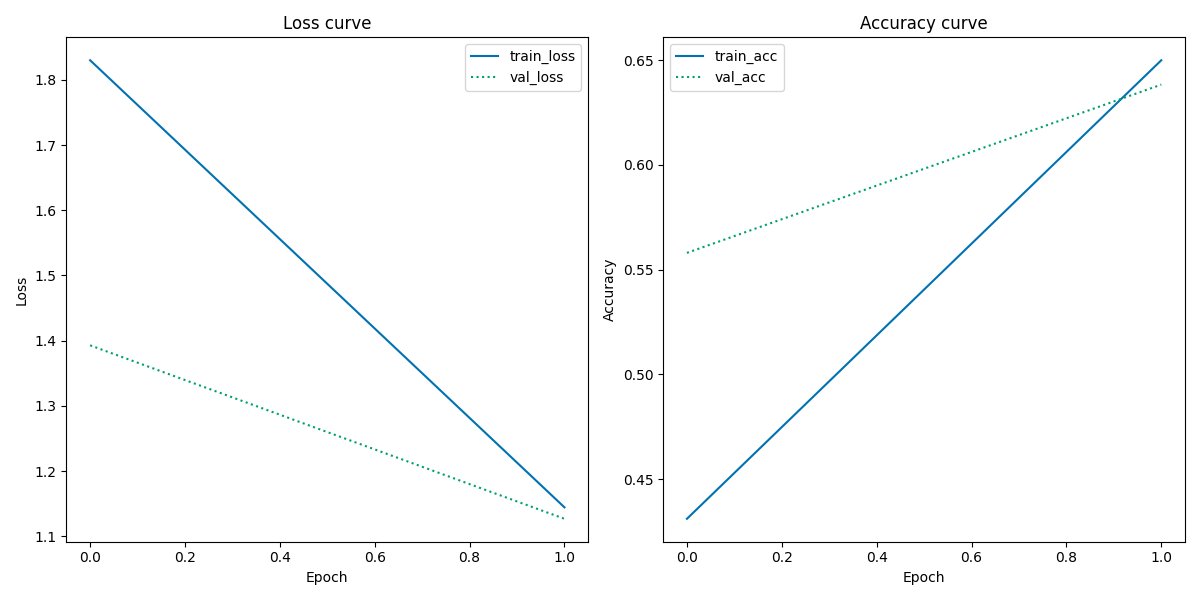 Loss curve
train_loss
val_loss
1.8
1.7
1.6
1.5
1.4
1.3
1.2
1.1
Loss
0.0 0.2 0.4 0.6 0.8 1.0
Epoch
Accuracy curve
train_acc
val_acc
0.65
0.60
0.55
0.50
0.45
Accuracy
0.0 0.2 0.4 0.6 0.8 1.0
Epoch